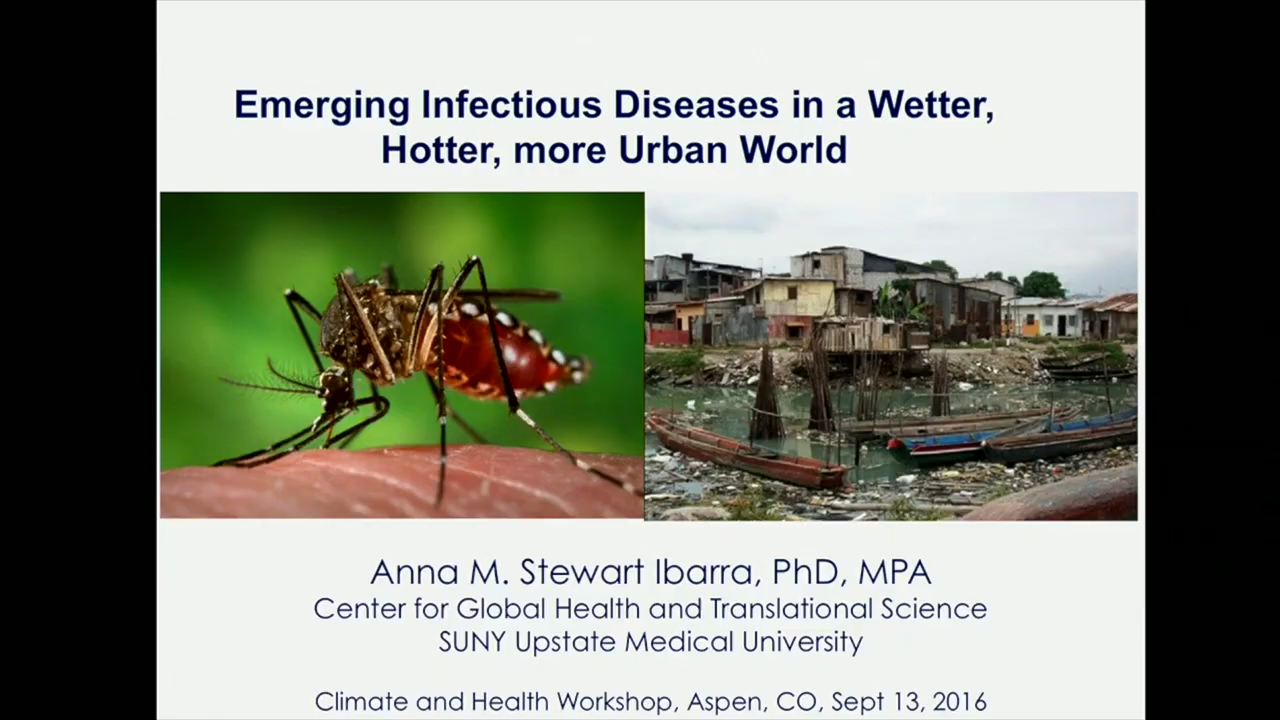 Emerging Infectious Diseases in a Wetter,
Hotter, more Urban World
Anna M. Stewart Ibarra, PhD, MPA
Center for Global Health and Translational Science
SUNY Upstate Medical University
Climate and Health Workshop, Aspen, CO, Sept 13, 2016